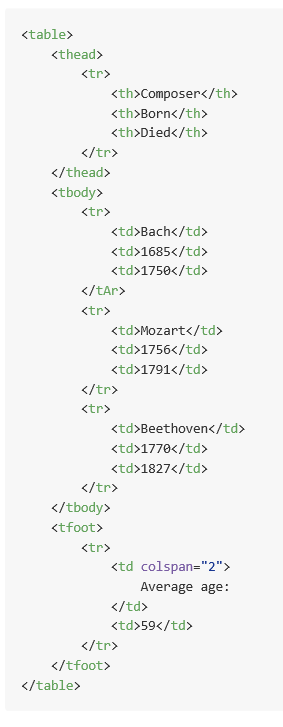 <table>
    <thead>
        <tr>
            <th>Composer</th>
            <th>Born</th>
            <th>Died</th>
        </tr>
    </thead>
    <tbody>
        <tr>
            <td>Bach</td>
            <td>1685</td>
            <td>1750</td>
        </tAr>
        <tr>
            <td>Mozart</td>
            <td>1756</td>
            <td>1791</td>
        </tr>
        <tr>
            <td>Beethoven</td>
            <td>1770</td>
            <td>1827</td>
        </tr>
    </tbody>
    <tfoot>
        <tr>
            <td colspan="2">
                Average age:
            </td>
            <td>59</td>
        </tr>
    </tfoot>
</table>